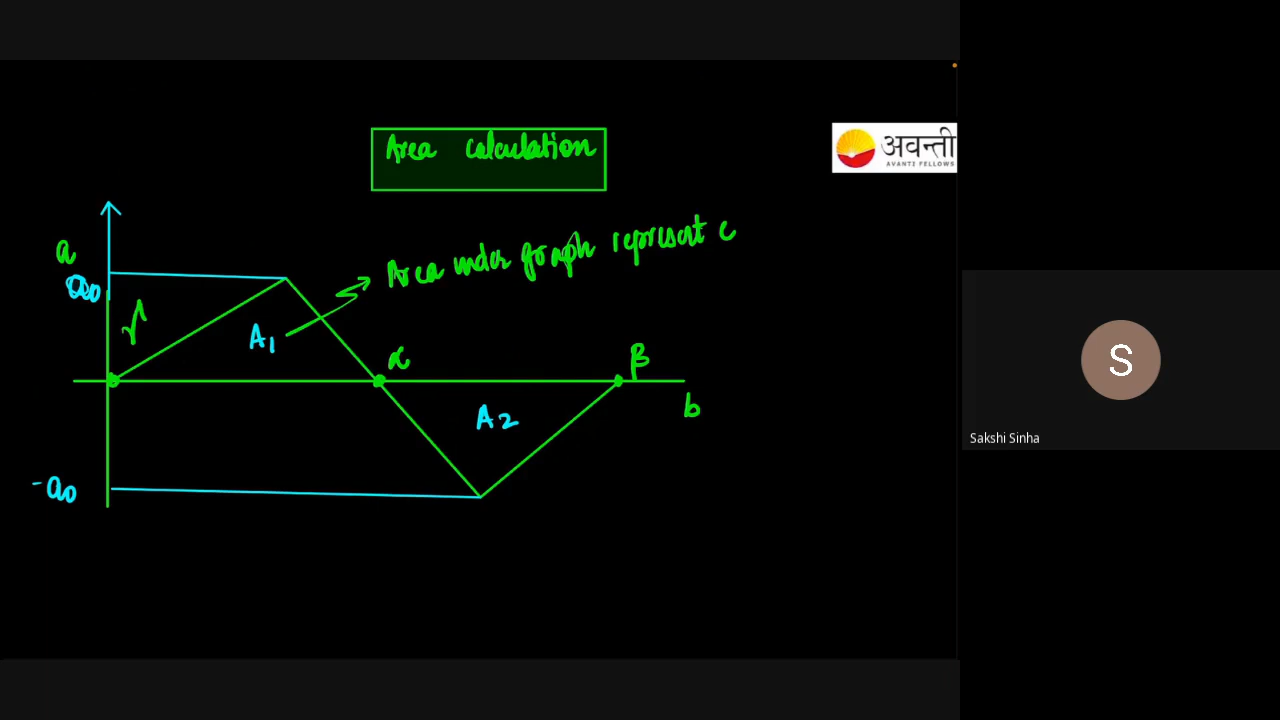 Area calculation
अवन्ती
AVANTI FELLOWS
Area under graph represent c
a
a0
A1
α
β
A2
b
-a0
S
Sakshi Sinha